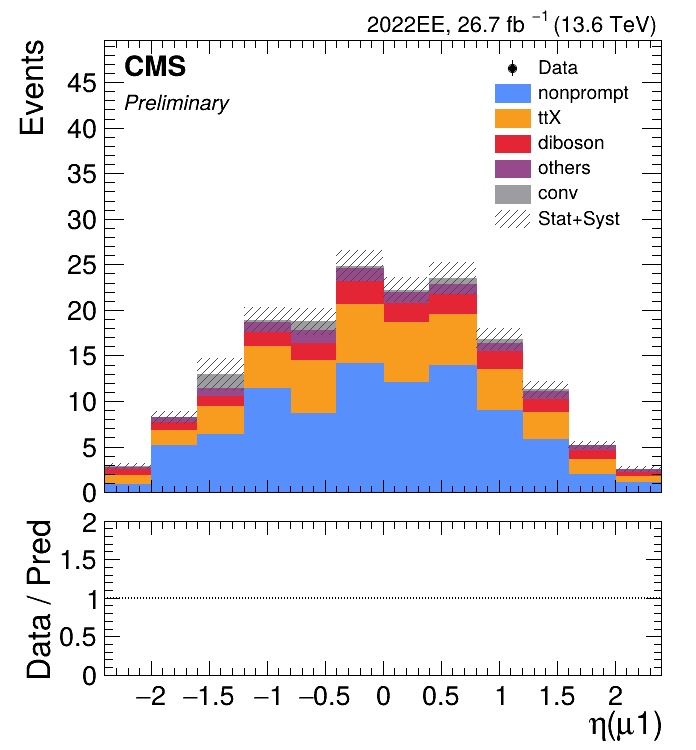 2022EE, 26.7 fb⁻¹ (13.6 TeV)
CMS
Preliminary
Events
45
40
35
30
25
20
15
10
5
0
Data
nonprompt
ttX
diboson
others
conv
Stat+Syst
Data / Pred
2
1.5
1
0.5
0
−2 −1.5 −1 −0.5 0 0.5 1 1.5 2
η(μ1)